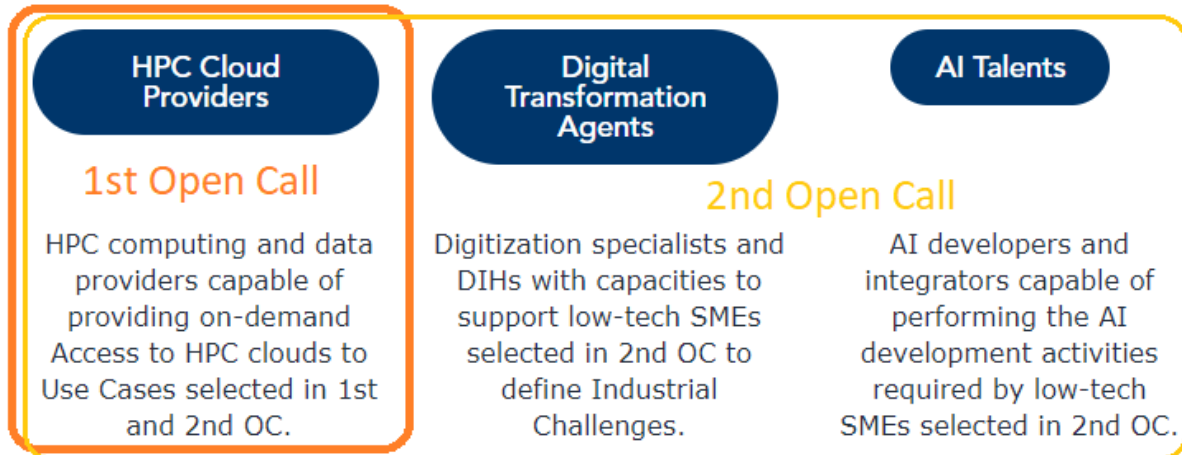 HPC Cloud
Providers
1st Open Call
HPC computing and data
providers capable of
providing on-demand
Access to HPC clouds to
Use Cases selected in 1st
and 2nd OC.
Digital
Transformation
Agents
AI Talents
2nd Open Call
Digitization specialists and
DIHs with capacities to
support low-tech SMEs
selected in 2nd OC to
define Industrial
Challenges.
AI developers and
integrators capable of
performing the AI
development activities
required by low-tech
SMEs selected in 2nd OC.